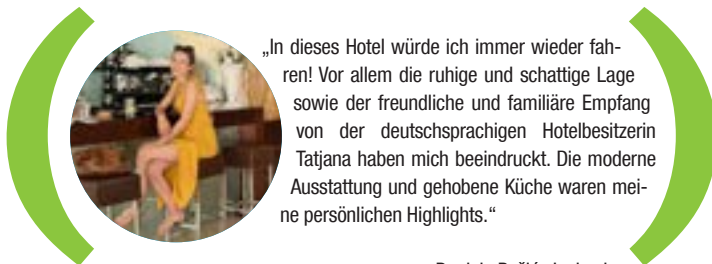 „In dieses Hotel würde ich immer wieder fah-
ren! Vor allem die ruhige und schattige Lage
sowie der freundliche und familiäre Empfang
von der deutschsprachigen Hotelbesitzerin
Tatjana haben mich beeindruckt. Die moderne
Ausstattung und gehobene Küche waren mei-
ne persönlichen Highlights.“